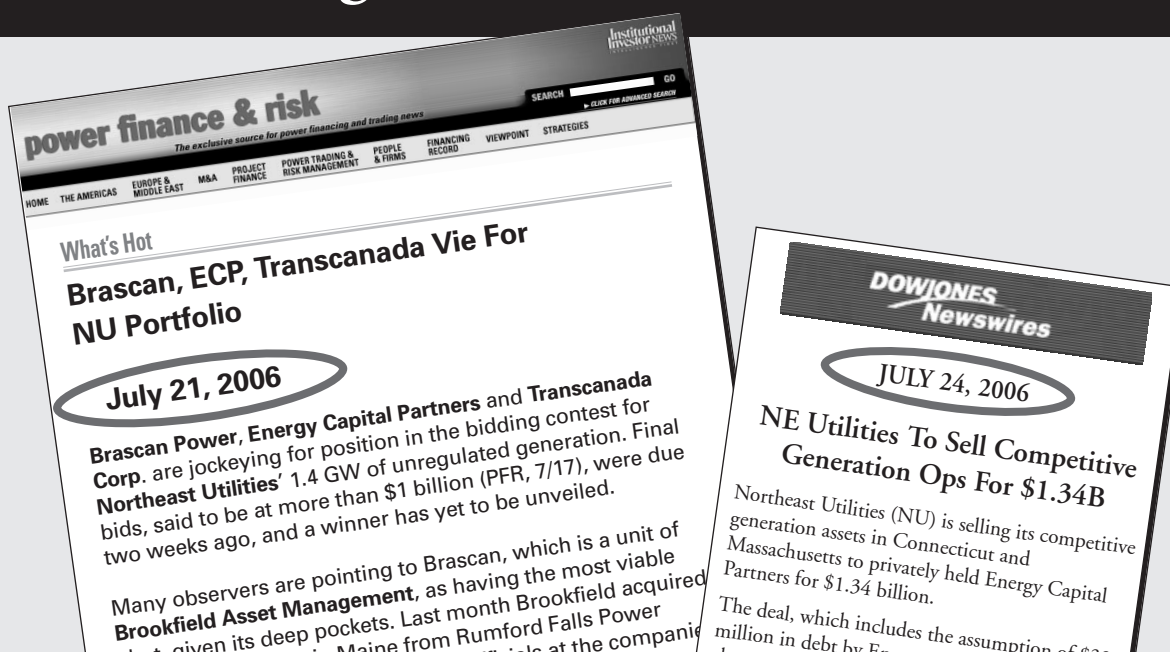 Institutional
Investor NEWS
power finance & risk
The exclusive source for power financing and trading news
SEARCH GO
▶ CLICK FOR ADVANCED SEARCH
HOME THE AMERICAS EUROPE & MIDDLE EAST M&A PROJECT FINANCE POWER TRADING & RISK MANAGEMENT PEOPLE & FIRMS FINANCING RECORD VIEWPOINT STRATEGIES
What's Hot
Brascan, ECP, Transcanada Vie For
NU Portfolio
July 21, 2006
Brascan Power, Energy Capital Partners and Transcanada
Corp. are jockeying for position in the bidding contest for
Northeast Utilities' 1.4 GW of unregulated generation. Final
bids, said to be at more than $1 billion (PFR, 7/17), were due
two weeks ago, and a winner has yet to be unveiled.
Many observers are pointing to Brascan, which is a unit of
Brookfield Asset Management, as having the most viable
given its deep pockets. Last month Brookfield acquired
Maine from Rumford Falls Power
at the companie
DOWJONES
Newswires
JULY 24, 2006
NE Utilities To Sell Competitive
Generation Ops For $1.34B
Northeast Utilities (NU) is selling its competitive
generation assets in Connecticut and
Massachusetts to privately held Energy Capital
Partners for $1.34 billion.
The deal, which includes the assumption of
million in debt by